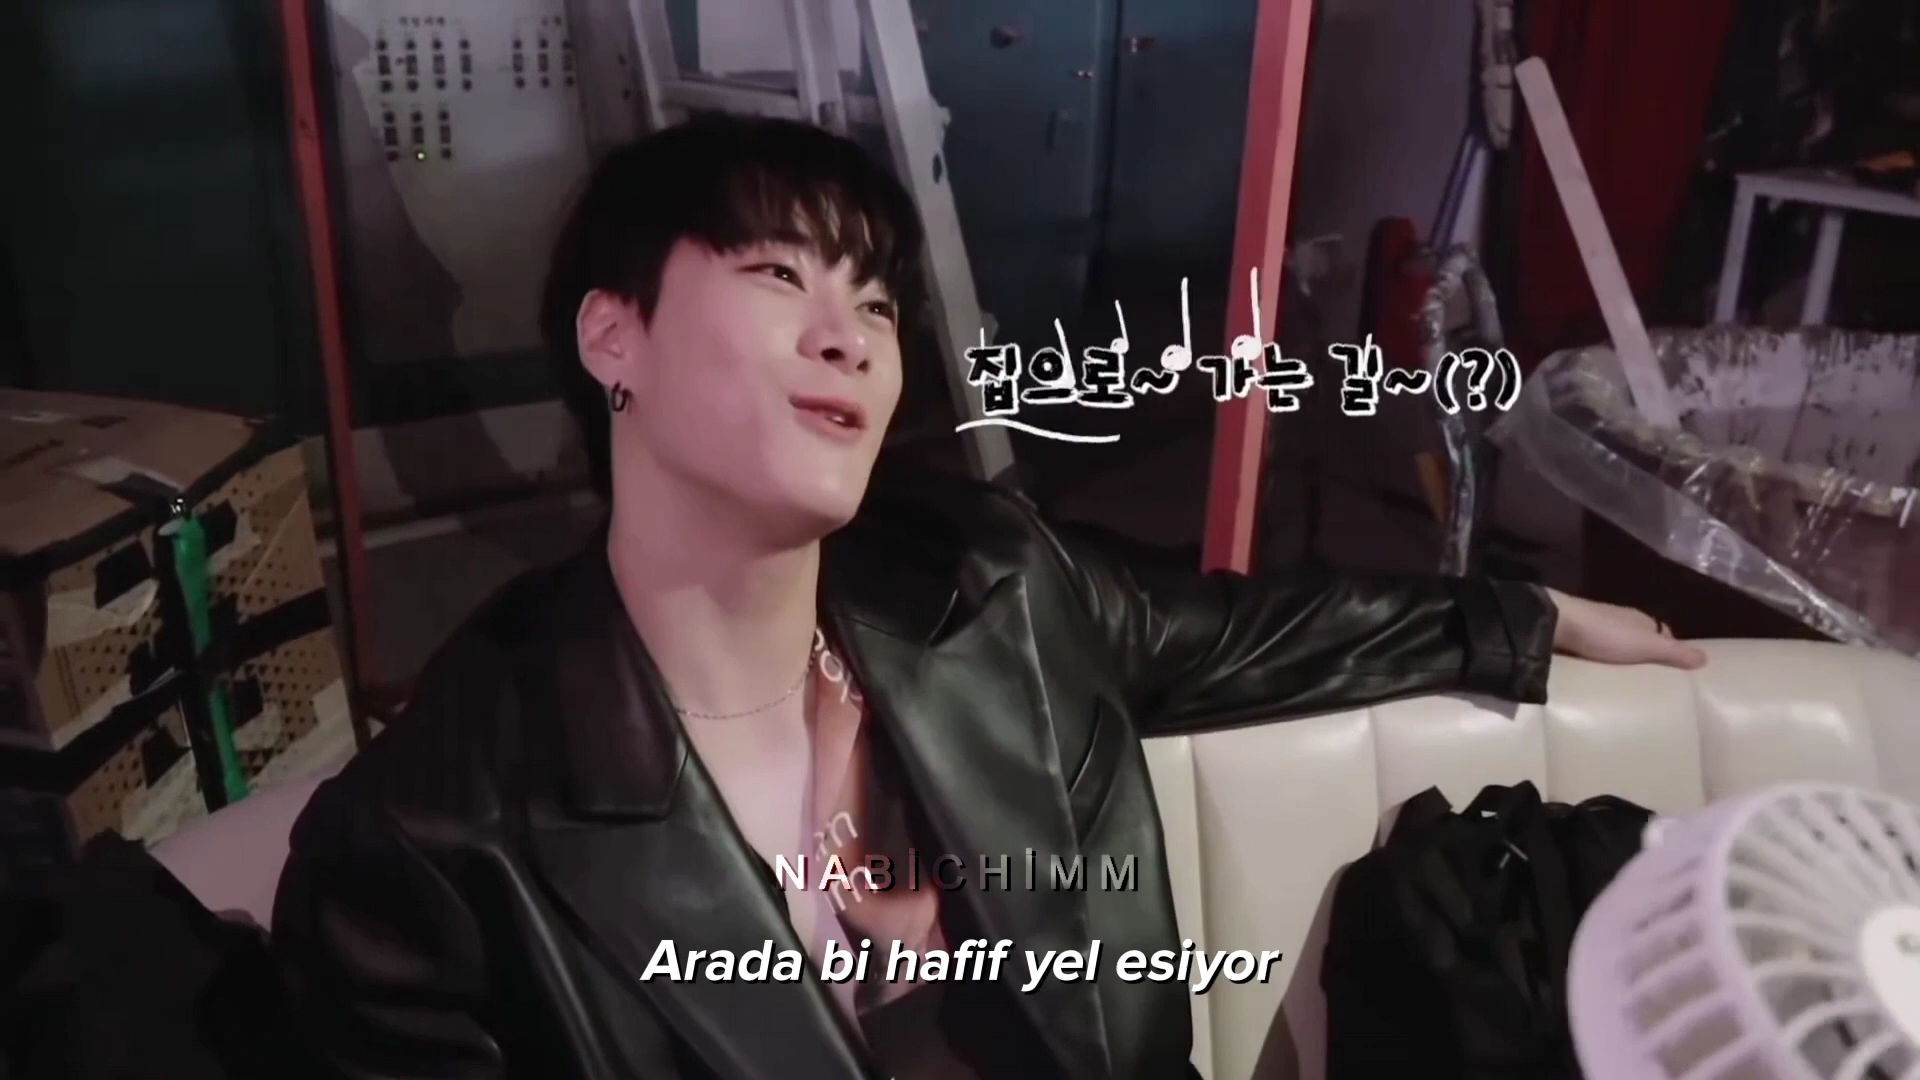 집으로~ 가는 길~(?)
NABİCHİMM
Arada bi hafif yel esiyor